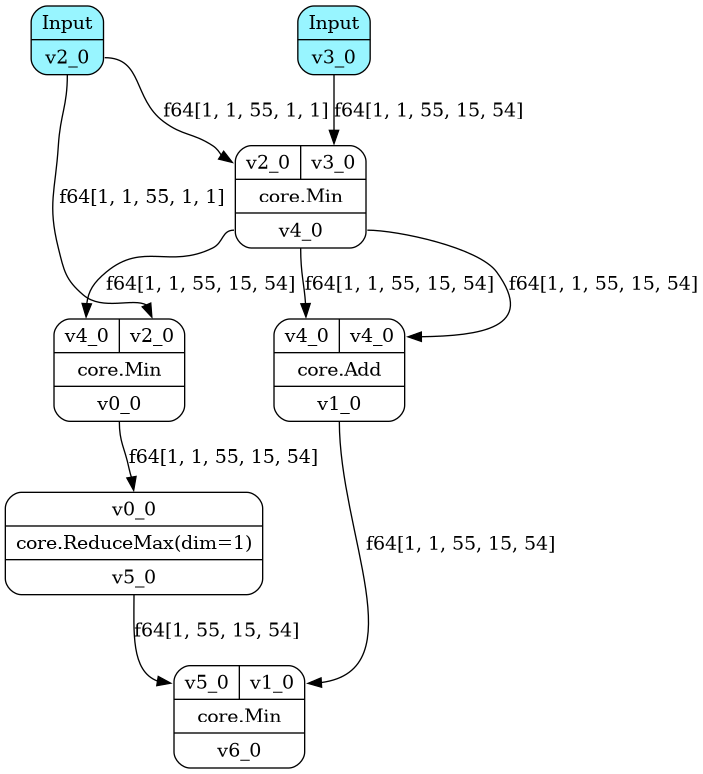 Input
v2_0
Input
v3_0
f64[1, 1, 55, 1, 1]
f64[1, 1, 55, 15, 54]
v2_0
v3_0
core.Min
v4_0
f64[1, 1, 55, 1, 1]
f64[1, 1, 55, 15, 54]
f64[1, 1, 55, 15, 54]
f64[1, 1, 55, 15, 54]
v4_0
v2_0
core.Min
v0_0
v4_0
v4_0
core.Add
v1_0
f64[1, 1, 55, 15, 54]
v0_0
core.ReduceMax(dim=1)
v5_0
f64[1, 1, 55, 15, 54]
f64[1, 55, 15, 54]
v5_0
v1_0
core.Min
v6_0